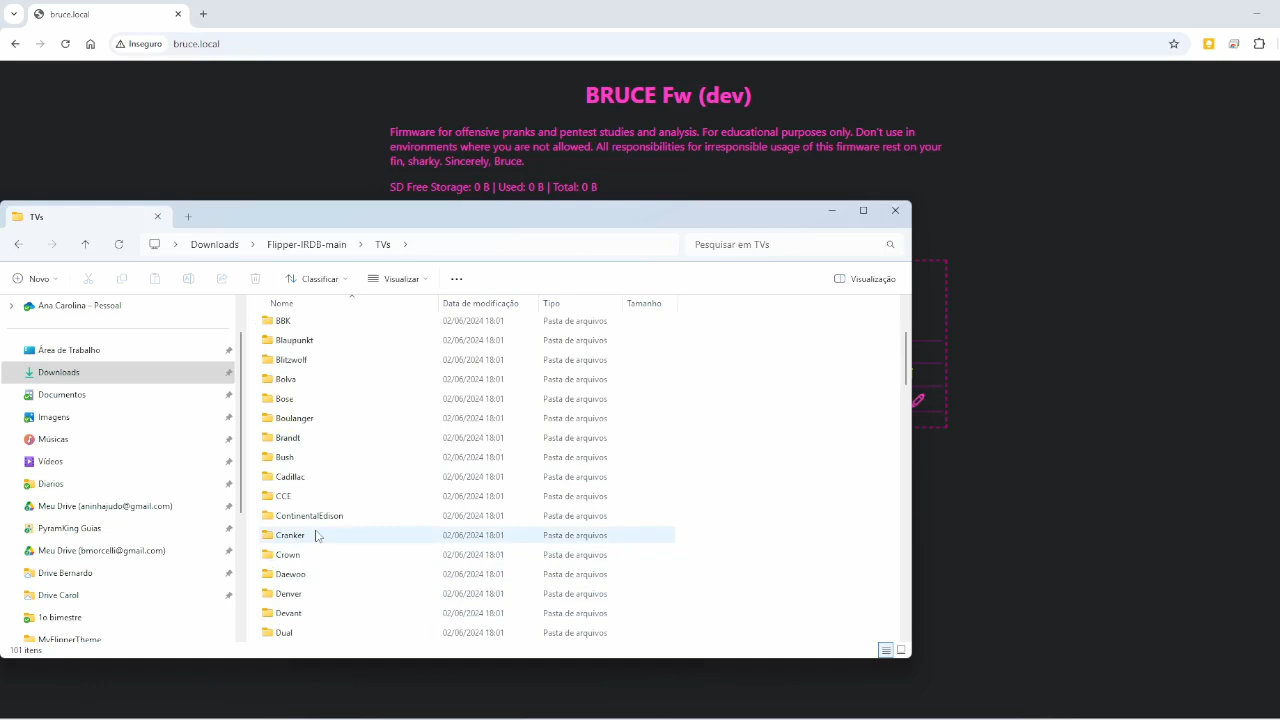 bruce.local
Inseguro
bruce.local
BRUCE Fw (dev)
Firmware for offensive pranks and pentest studies and analysis. For educational purposes only. Don't use in
environments where you are not allowed. All responsibilities for irresponsible usage of this firmware rest on your
fin, sharky. Sincerely, Bruce.
SD Free Storage: 0 B | Used: 0 B | Total: 0 B
TVs
Downloads > Flipper-IRDB-main > TVs >
Pesquisar em TVs
Novo
Classificar
Visualizar
Visualização
Ana Carolina – Pessoal
Área de Trabalho
Downloads
Documentos
Imagens
Músicas
Vídeos
Diarios
Meu Drive (aninhajudo@gmail.com)
PyramKing Guias
Meu Drive (bmorcelli@gmail.com)
Drive Bernardo
Drive Carol
1o bimestre
MyFlipperTheme
Nome Data de modificação Tipo Tamanho
BBK 02/06/2024 18:01 Pasta de arquivos
Blaupunkt 02/06/2024 18:01 Pasta de arquivos
Blitzwolf 02/06/2024 18:01 Pasta de arquivos
Bolva 02/06/2024 18:01 Pasta de arquivos
Bose 02/06/2024 18:01 Pasta de arquivos
Boulanger 02/06/2024 18:01 Pasta de arquivos
Brandt 02/06/2024 18:01 Pasta de arquivos
Bush 02/06/2024 18:01 Pasta de arquivos
Cadillac 02/06/2024 18:01 Pasta de arquivos
CCE 02/06/2024 18:01 Pasta de arquivos
ContinentalEdison 02/06/2024 18:01 Pasta de arquivos
Cranker 02/06/2024 18:01 Pasta de arquivos
Crown 02/06/2024 18:01 Pasta de arquivos
Daewoo 02/06/2024 18:01 Pasta de arquivos
Denver 02/06/2024 18:01 Pasta de arquivos
Devant 02/06/2024 18:01 Pasta de arquivos
Dual 02/06/2024 18:01 Pasta de arquivos
101 itens